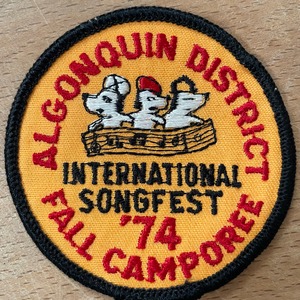 ALGONQUIN DISTRICT
INTERNATIONAL
SONGFEST
'74
FALL CAMPOREE